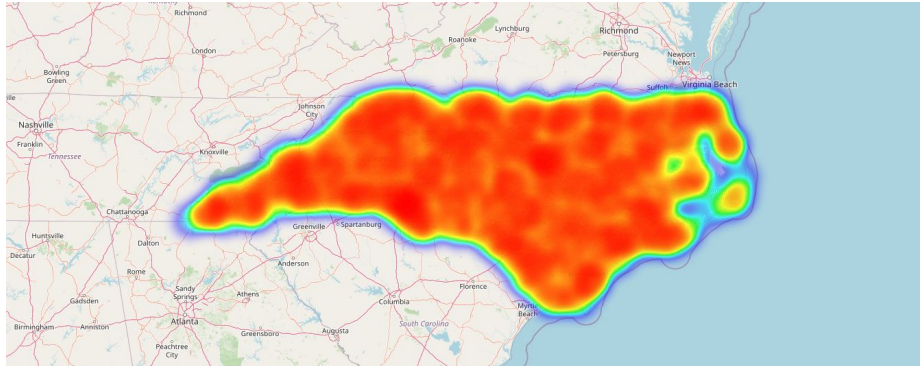 Richmond
Lynchburg
Richmond
Roanoke
London
Petersburg
Newport
News
Bowling
Green
Suffolk
Virginia Beach
Johnson
City
Nashville
Franklin
Knoxville
Tennessee
Chattanooga
Greenville
Spartanburg
Huntsville
Dalton
Decatur
Anderson
Rome
Florence
Sandy
Springs
Athens
Columbia
Gadsden
Myrtle
Beach
Atlanta
South Carolina
Birmingham
Anniston
Greensboro
Augusta
Peachtree
City